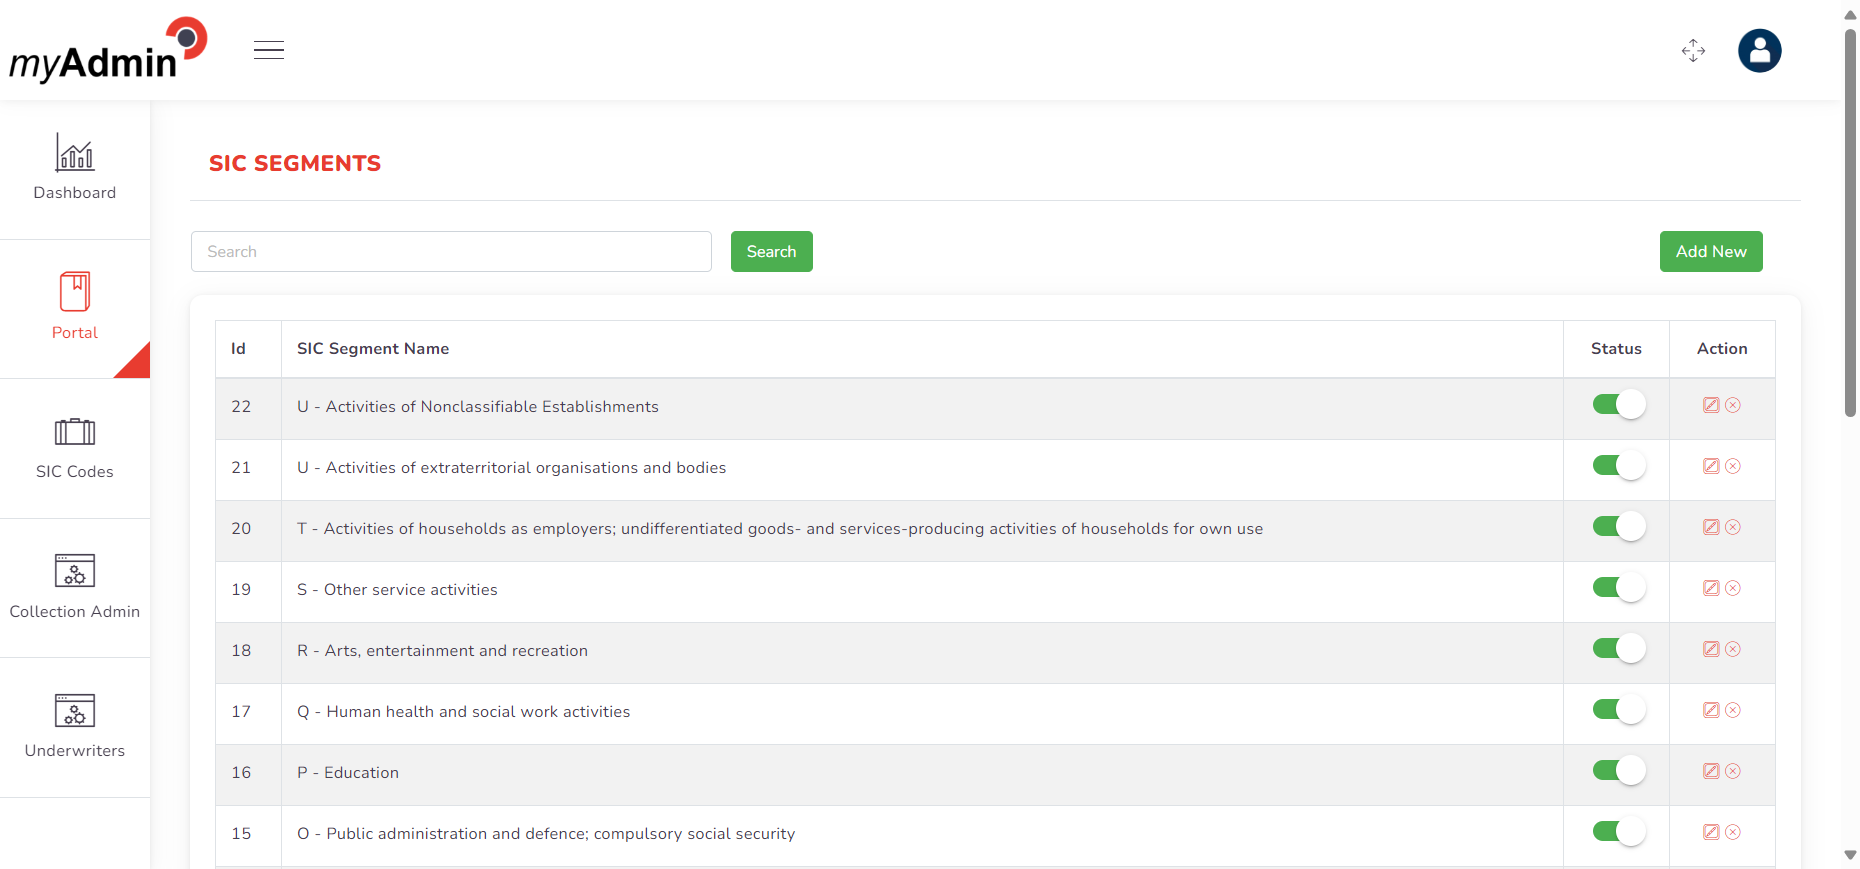 myAdmin
Dashboard
Portal
SIC Codes
Collection Admin
Underwriters
SIC SEGMENTS
Search
Search
Add New
Id SIC Segment Name Status Action
22 U - Activities of Nonclassifiable Establishments
21 U - Activities of extraterritorial organisations and bodies
20 T - Activities of households as employers; undifferentiated goods- and services-producing activities of households for own use
19 S - Other service activities
18 R - Arts, entertainment and recreation
17 Q - Human health and social work activities
16 P - Education
15 O - Public administration and defence; compulsory social security